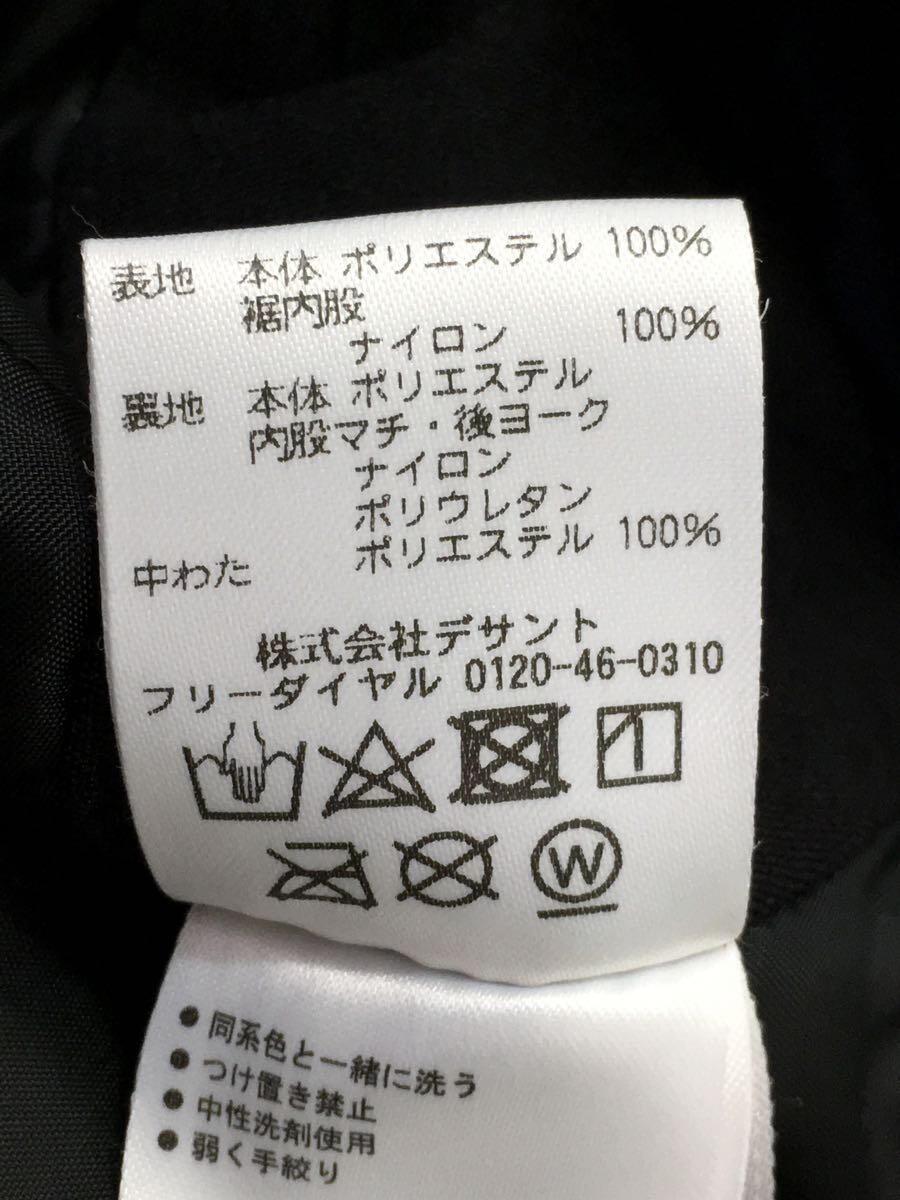 表地 本体 ポリエステル 100%
裾内股
ナイロン 100%
裏地 本体 ポリエステル
内股マチ・後ヨーク
ナイロン
ポリウレタン
中わた ポリエステル 100%
株式会社デサント
フリーダイヤル 0120-46-0310
W
● 同系色と一緒に洗う
● つけ置き禁止
● 中性洗剤使用
● 弱く手絞り